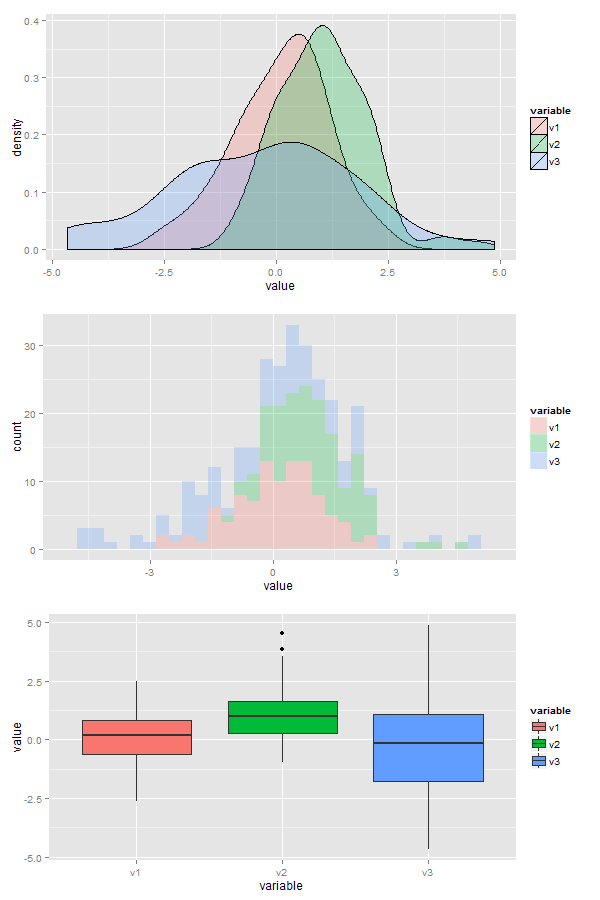 0.4
0.3
0.2
0.1
0.0
density
-5.0 -2.5 0.0 2.5 5.0
value
variable
v1
v2
v3
30
20
10
0
count
-3 0 3
value
variable
v1
v2
v3
5.0
2.5
0.0
-2.5
-5.0
value
v1 v2 v3
variable
variable
v1
v2
v3